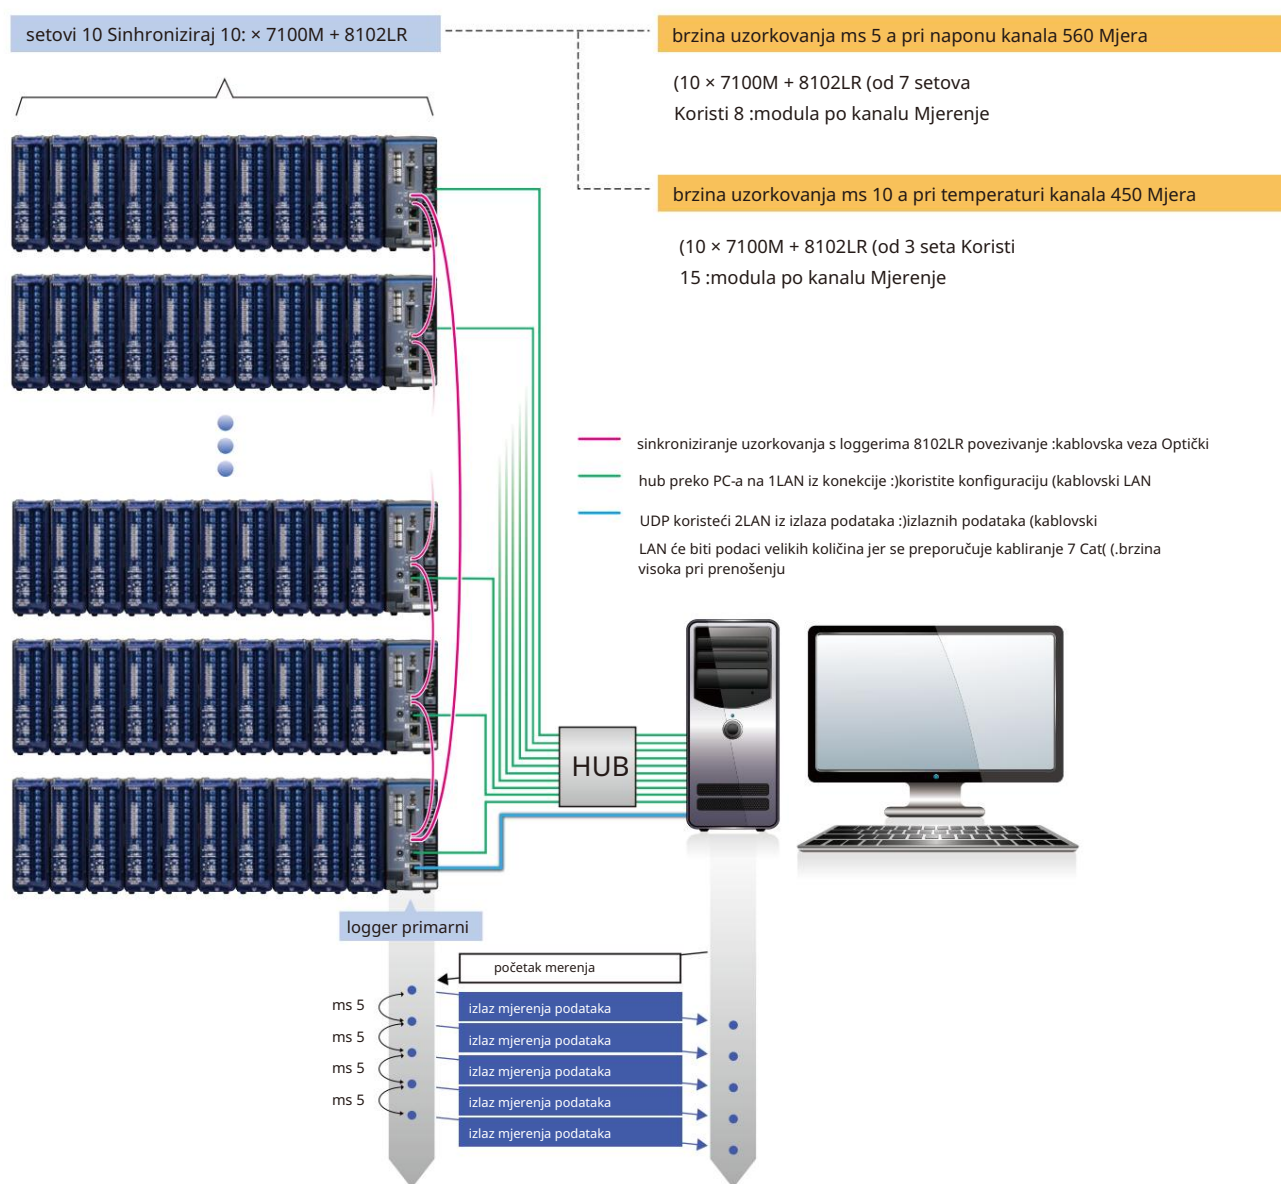 setovi 10 Sinhroniziraj 10: × 7100M + 8102LR
brzina uzorkovanja ms 5 a pri naponu kanala 560 Mjera
(10 × 7100M + 8102LR (od 7 setova
Koristi 8 :modula po kanalu Mjerenje
brzina uzorkovanja ms 10 a pri temperaturi kanala 450 Mjera
(10 × 7100M + 8102LR (od 3 seta Koristi
15 :modula po kanalu Mjerenje
sinkroniziranje uzorkovanja s loggerima 8102LR povezivanje :kablovska veza Optički
hub preko PC-a na 1LAN iz konekcije :)koristite konfiguraciju (kablovski LAN
UDP koristeći 2LAN iz izlaza podataka :)izlaznih podataka (kablovski
LAN će biti podaci velikih količina jer se preporučuje kabliranje 7 Cat( (.brzina
visoka pri prenošenju
HUB
logger primarni
početak merenja
ms 5
izlaz mjerenja podataka
ms 5
izlaz mjerenja podataka
ms 5
izlaz mjerenja podataka
ms 5
izlaz mjerenja podataka
izlaz mjerenja podataka